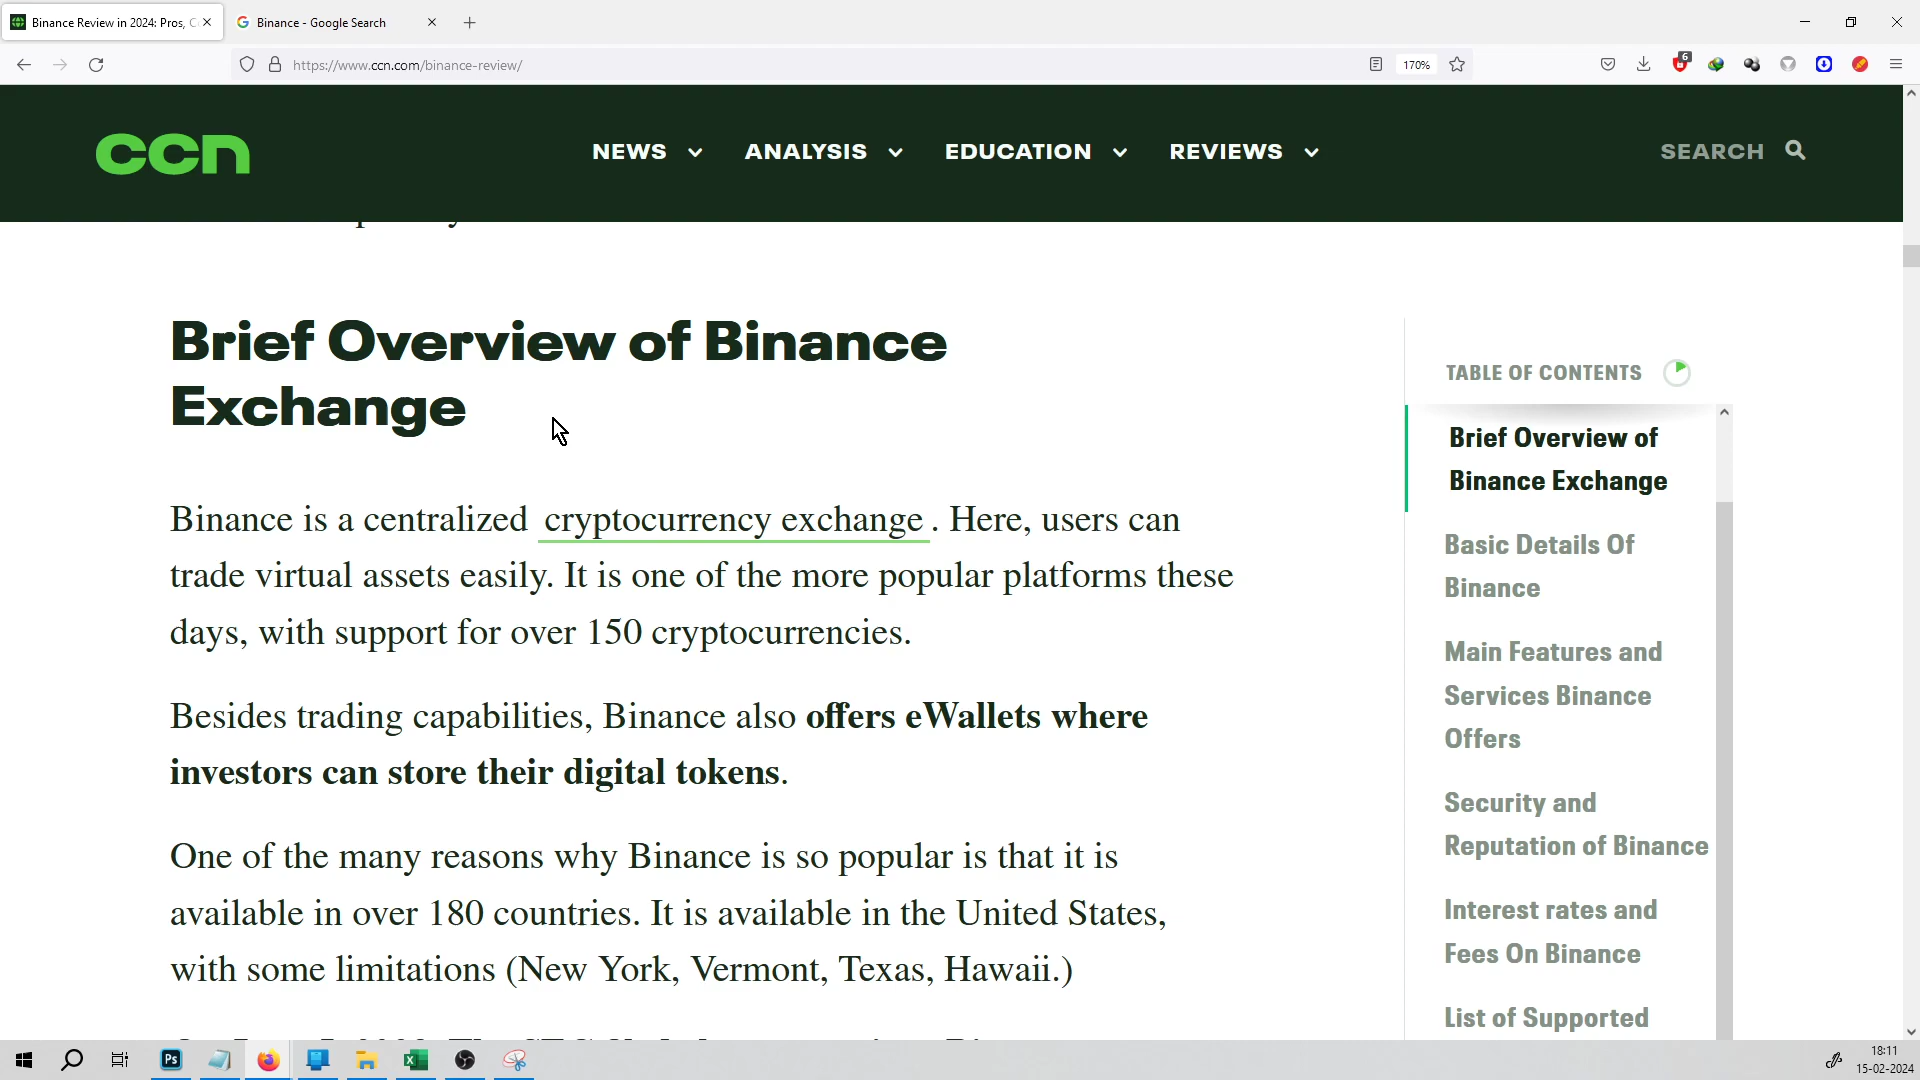 Binance Review in 2024: Pros, C
Binance - Google Search
https://www.ccn.com/binance-review/
170%
6
ccn
NEWS
ANALYSIS
EDUCATION
REVIEWS
SEARCH
Brief Overview of Binance
Exchange
Binance is a centralized cryptocurrency exchange. Here, users can
trade virtual assets easily. It is one of the more popular platforms these
days, with support for over 150 cryptocurrencies.
Besides trading capabilities, Binance also offers eWallets where
investors can store their digital tokens.
One of the many reasons why Binance is so popular is that it is
available in over 180 countries. It is available in the United States,
with some limitations (New York, Vermont, Texas, Hawaii.)
TABLE OF CONTENTS
Brief Overview of
Binance Exchange
Basic Details Of
Binance
Main Features and
Services Binance
Offers
Security and
Reputation of Binance
Interest rates and
Fees On Binance
List of Supported
Ps
18:11
15-02-2024